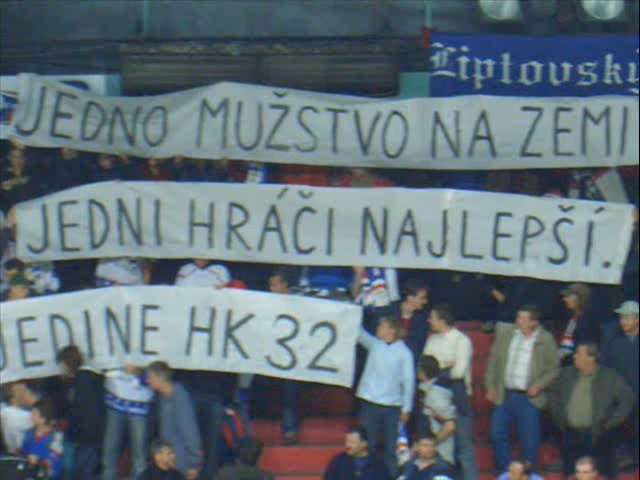 Liptovský
JEDNO MUŽSTVO NA ZEMI
JEDNI HRÁČI NAJLEPŠÍ.
JEDINE HK 32